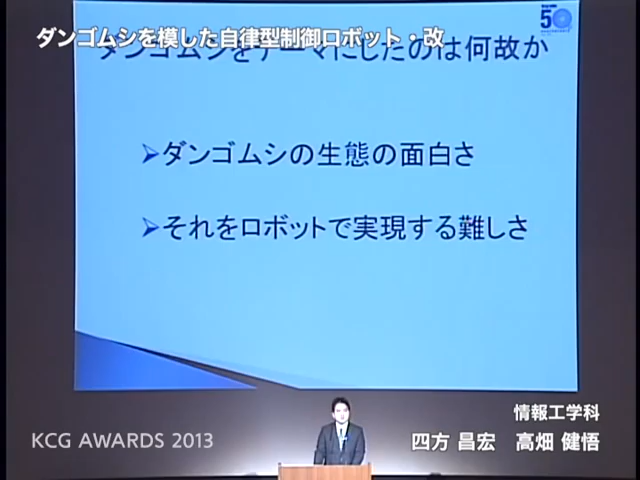 ダンゴムシを模した自律型制御ロボット・改
50
ダンゴムシをテーマにしたのは何故か
➢ダンゴムシの生態の面白さ
➢それをロボットで実現する難しさ
情報工学科
KCG AWARDS 2013
四方 昌宏 高畑 健悟